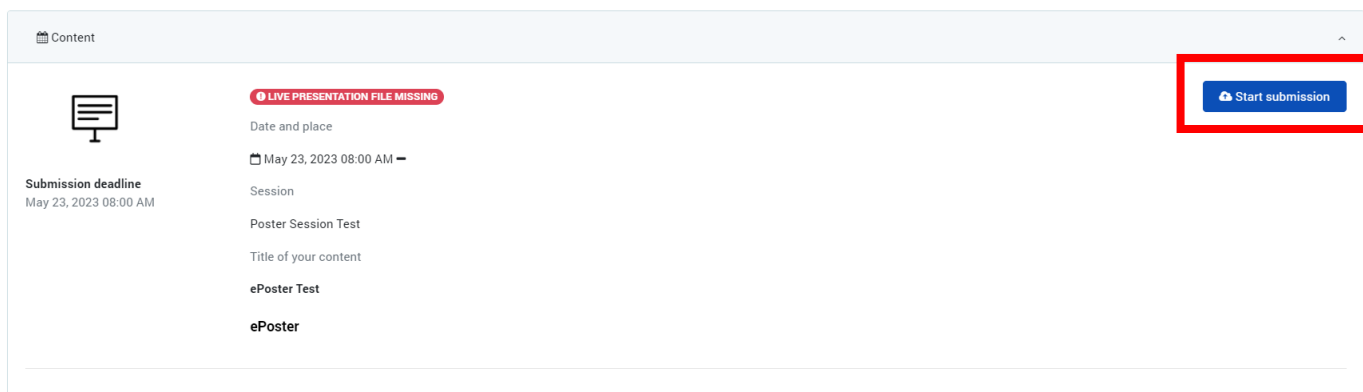 Content
LIVE PRESENTATION FILE MISSING
Start submission
Date and place
May 23, 2023 08:00 AM –
Submission deadline
May 23, 2023 08:00 AM
Session
Poster Session Test
Title of your content
ePoster Test
ePoster